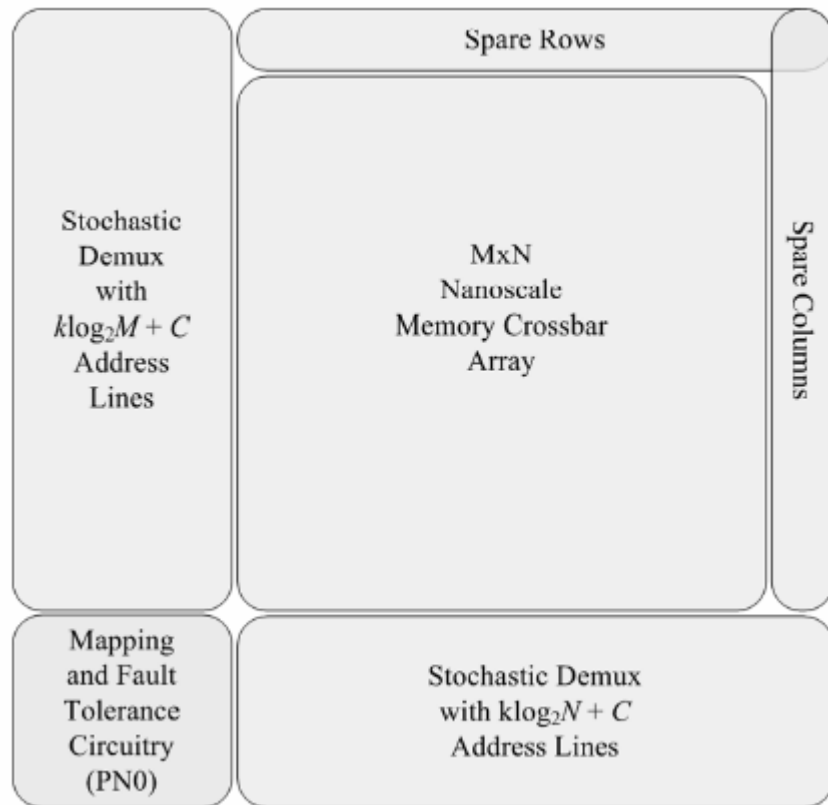 Spare Rows
Stochastic
Demux
with
klog₂M + C
Address
Lines
MxN
Nanoscale
Memory Crossbar
Array
Spare Columns
Mapping
and Fault
Tolerance
Circuitry
(PN0)
Stochastic Demux
with klog₂N + C
Address Lines